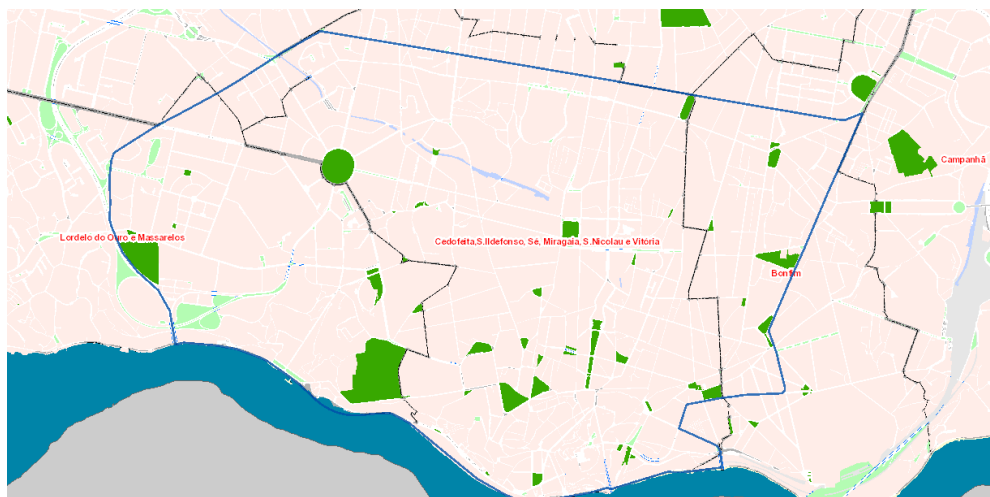 Campanhã
Lordelo do Ouro e Massarelos
Cedofeita,S.Ildefonso, Sé, Miragaia, S.Nicolau e Vitória
Bonfim